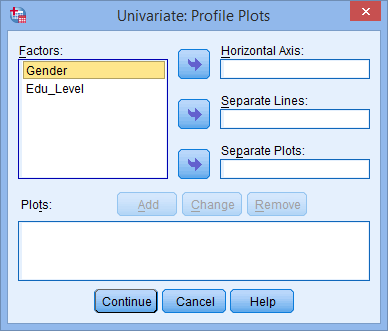 Univariate: Profile Plots
Factors:
Gender
Edu_Level
Horizontal Axis:
Separate Lines:
Separate Plots:
Plots:
Add
Change
Remove
Continue
Cancel
Help